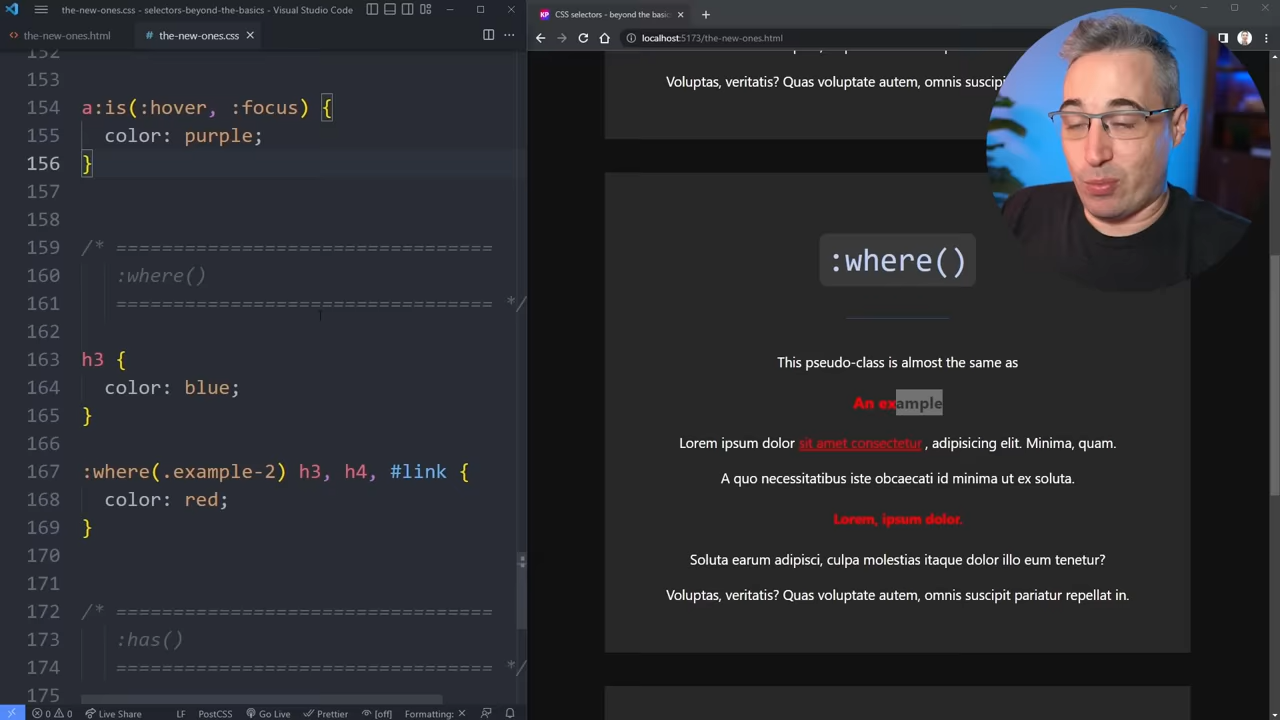 the-new-ones.css - selectors-beyond-the-basics - Visual Studio Code
the-new-ones.html
the-new-ones.css
152
153
154 a:is(:hover, :focus) {
155 color: purple;
156 }
157
158
159 /* =================================
160 :where()
161 ================================= */
162
163 h3 {
164 color: blue;
165 }
166
167 :where(.example-2) h3, h4, #link {
168 color: red;
169 }
170
171
172 /* =================================
173 :has()
174 ================================= */
175
0 0 Live Share LF PostCSS Go Live Prettier [off] Formatting:
KP CSS selectors - beyond the basic
localhost:5173/the-new-ones.html
Voluptas, veritatis? Quas voluptate autem, omnis suscipi
:where()
This pseudo-class is almost the same as
An example
Lorem ipsum dolor sit amet consectetur , adipisicing elit. Minima, quam.
A quo necessitatibus iste obcaecati id minima ut ex soluta.
Lorem, ipsum dolor.
Soluta earum adipisci, culpa molestias itaque dolor illo eum tenetur?
Voluptas, veritatis? Quas voluptate autem, omnis suscipit pariatur repellat in.